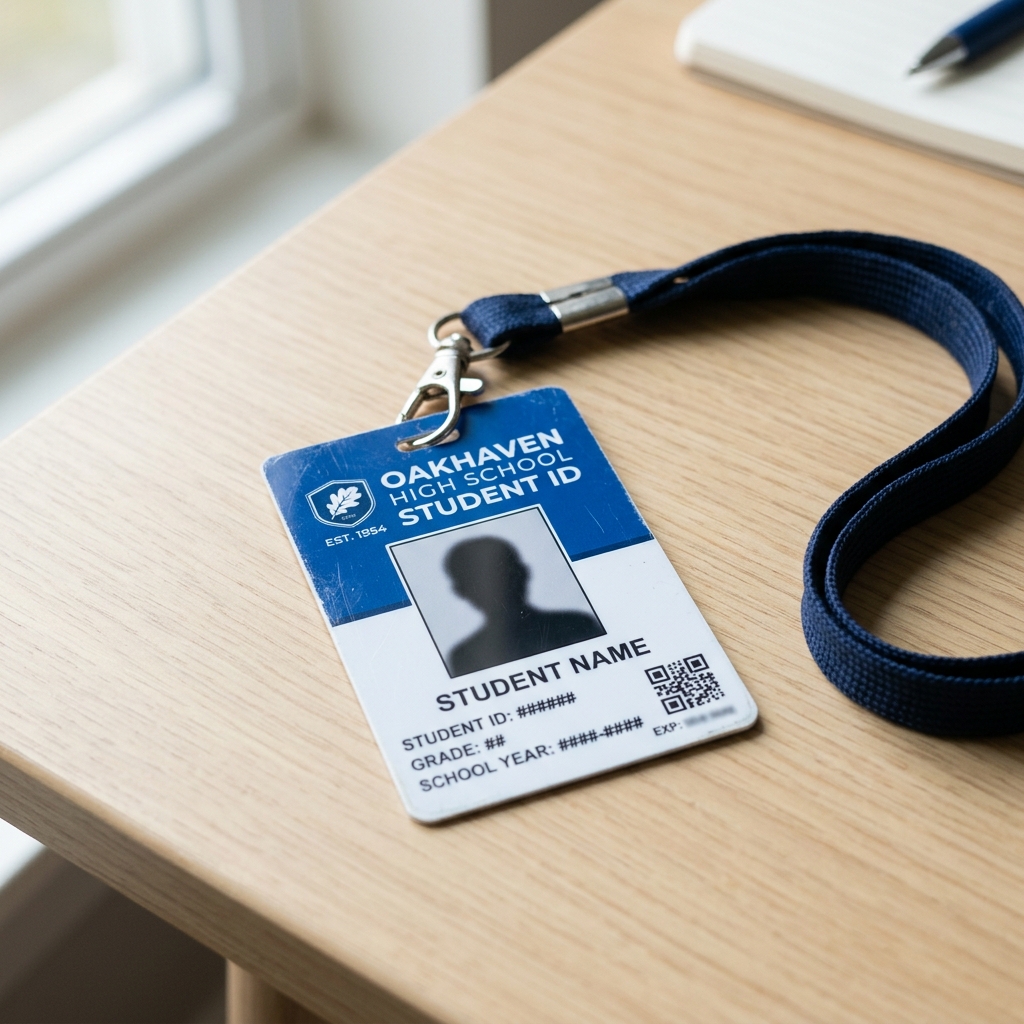 OAKHAVEN
HIGH SCHOOL
STUDENT ID
EST. 1954
STUDENT NAME
STUDENT ID: ######
GRADE: ##
SCHOOL YEAR: ####-####
EXP: